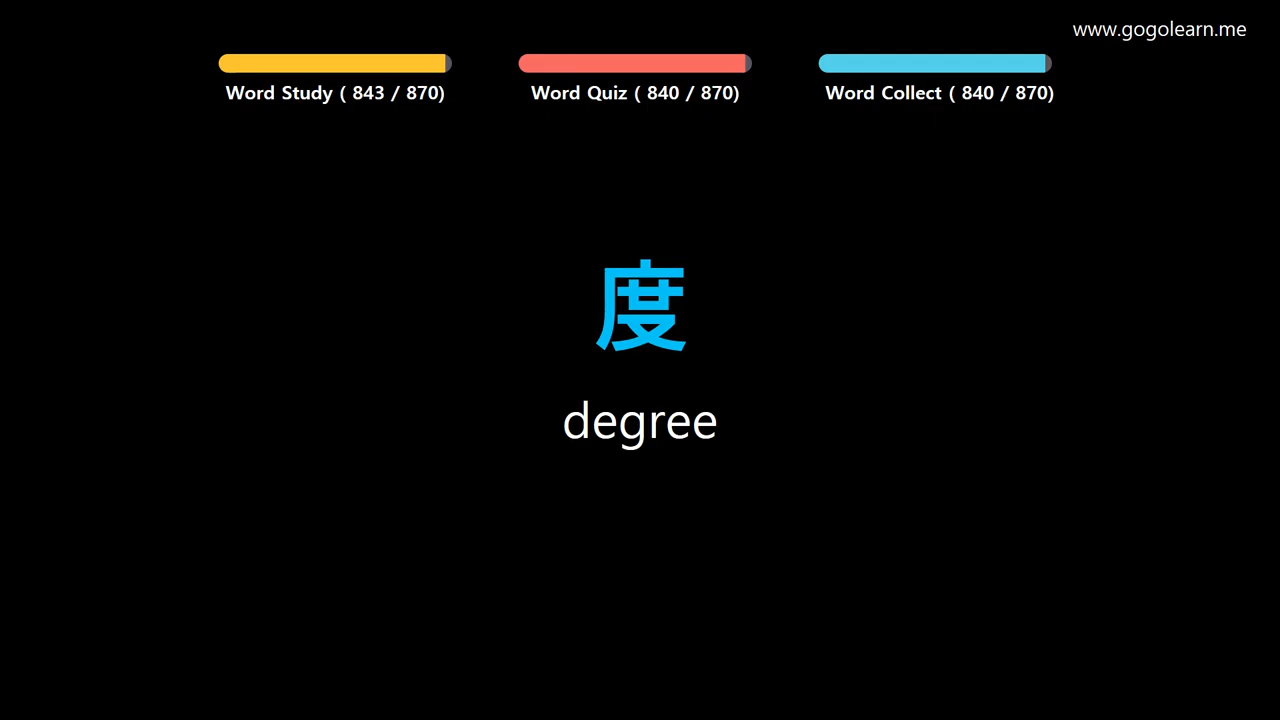 www.gogolearn.me
Word Study ( 843 / 870)
Word Quiz ( 840 / 870)
Word Collect ( 840 / 870)
度
degree